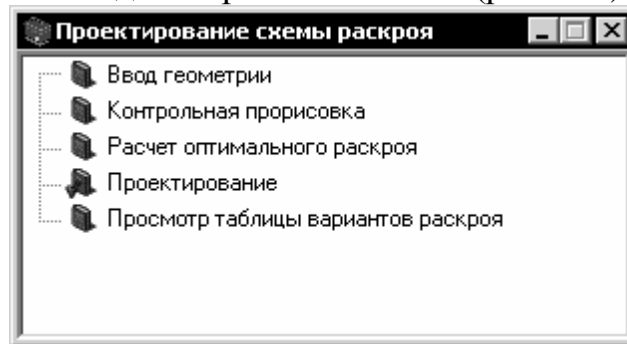 Проектирование схемы раскроя
Ввод геометрии
Контрольная прорисовка
Расчет оптимального раскроя
Проектирование
Просмотр таблицы вариантов раскроя